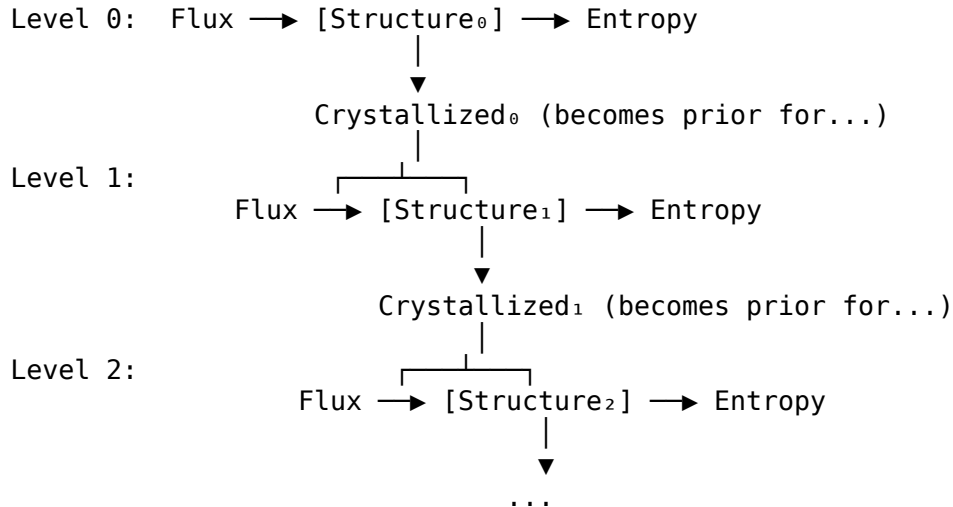 Level 0: Flux ──▶ [Structure₀] ──▶ Entropy
Crystallized₀ (becomes prior for...)
Level 1:
Flux ──▶ [Structure₁] ──▶ Entropy
Crystallized₁ (becomes prior for...)
Level 2:
Flux ──▶ [Structure₂] ──▶ Entropy
...